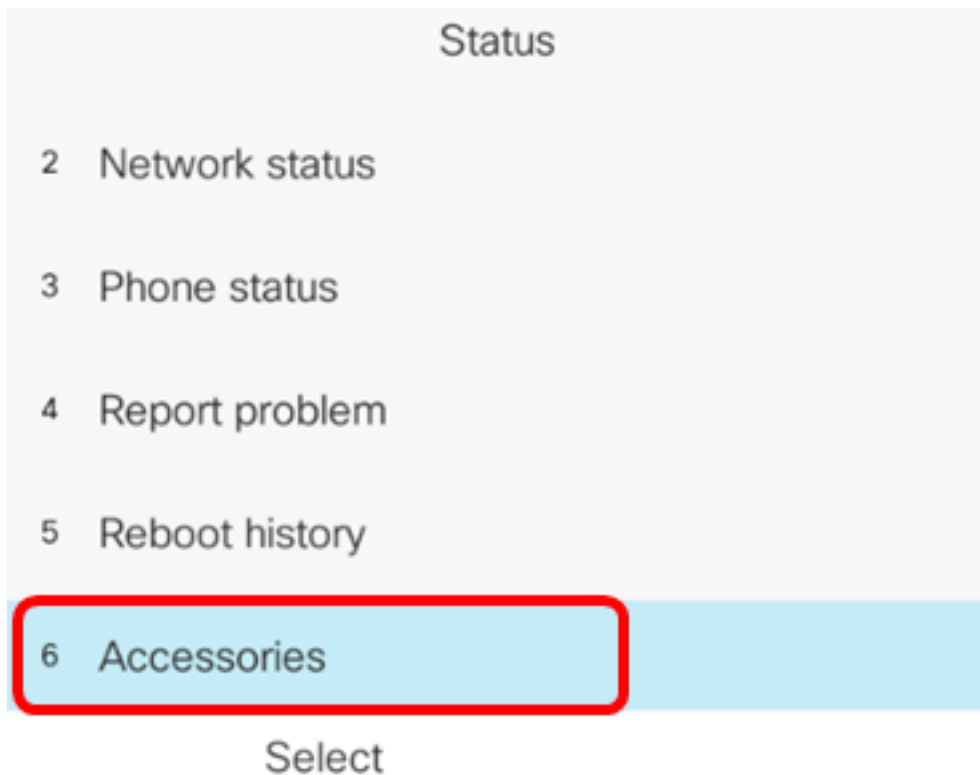 Status
2 Network status
3 Phone status
4 Report problem
5 Reboot history
6 Accessories
Select